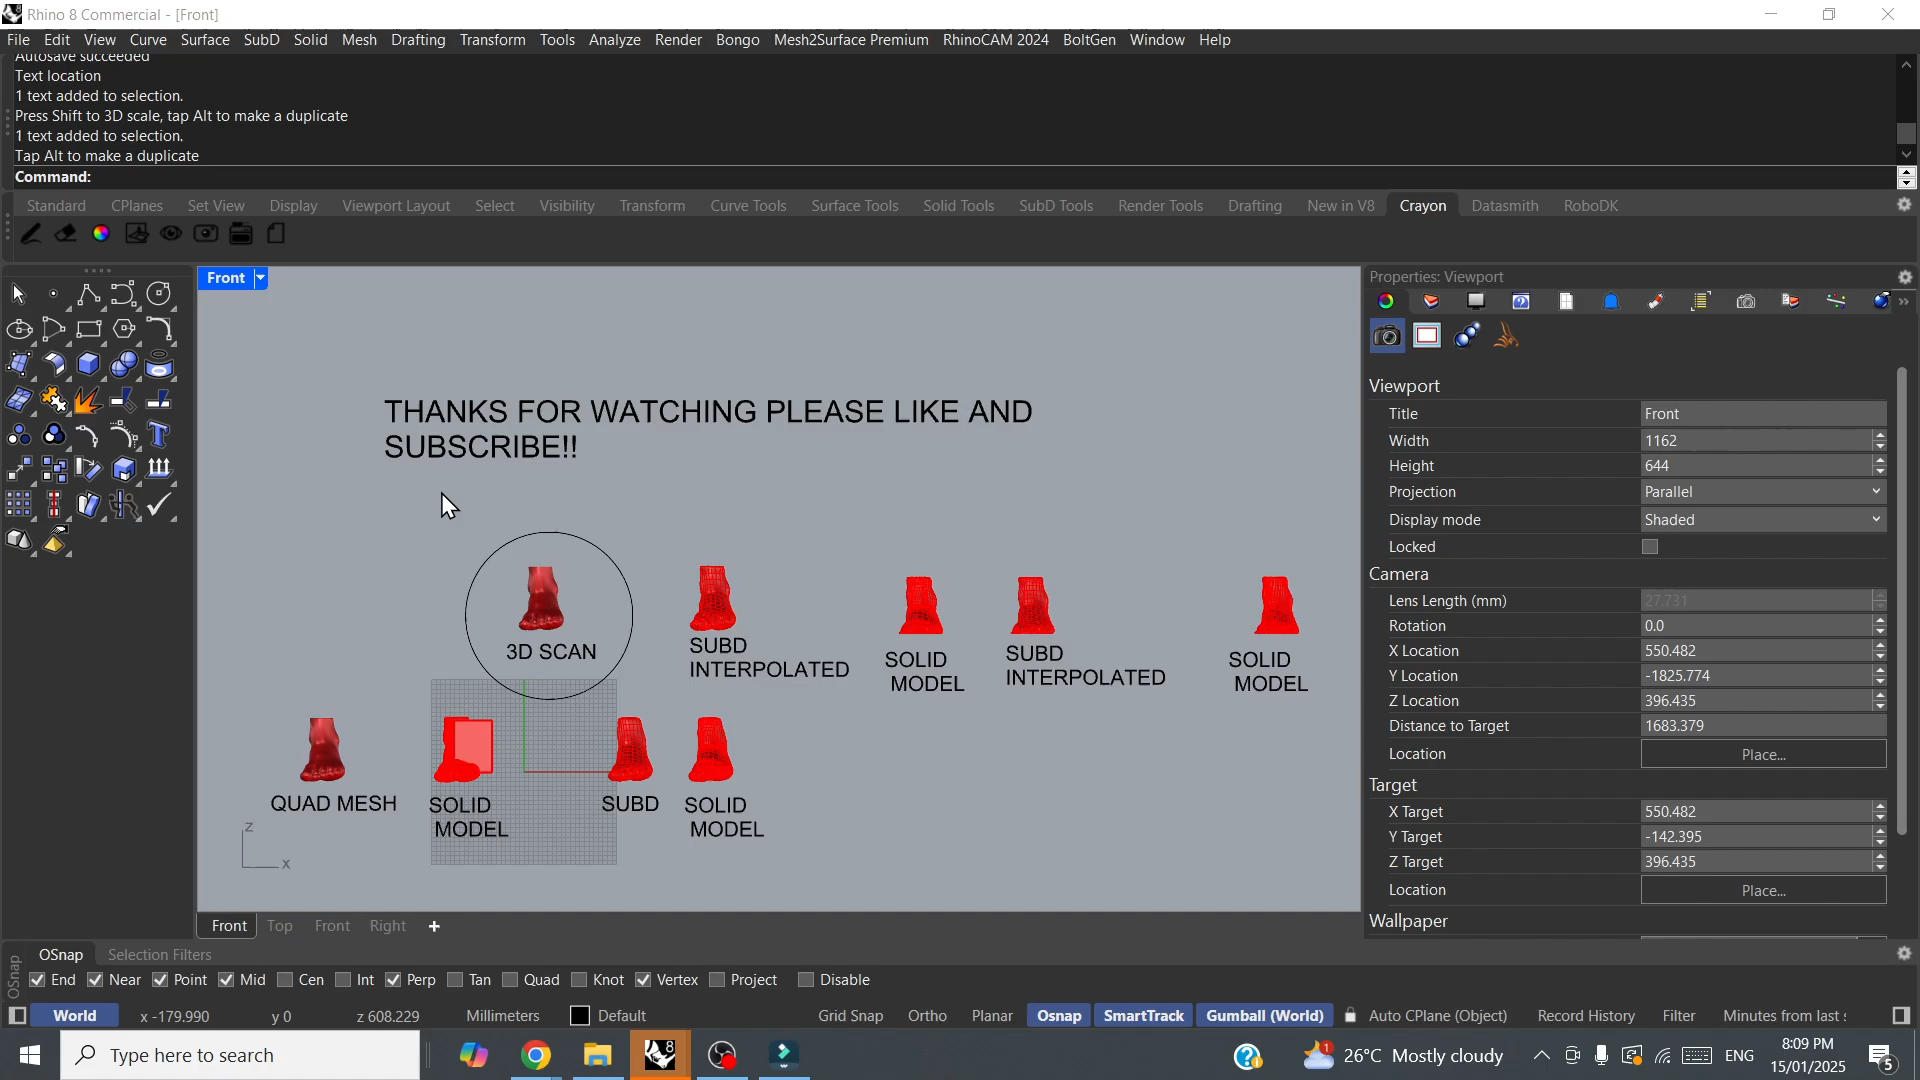 Rhino 8 Commercial - [Front]
File Edit View Curve Surface SubD Solid Mesh Drafting Transform Tools Analyze Render Bongo Mesh2Surface Premium RhinoCAM 2024 BoltGen Window Help
Autosave succeeded
Text location
1 text added to selection.
Press Shift to 3D scale, tap Alt to make a duplicate
1 text added to selection.
Tap Alt to make a duplicate
Command:
Standard CPlanes Set View Display Viewport Layout Select Visibility Transform Curve Tools Surface Tools Solid Tools SubD Tools Render Tools Drafting New in V8 Crayon Datasmith RoboDK
Front
THANKS FOR WATCHING PLEASE LIKE AND
SUBSCRIBE!!
3D SCAN
SUBD
INTERPOLATED
SOLID
MODEL
SUBD
INTERPOLATED
SOLID
MODEL
QUAD MESH
SOLID
MODEL
SUBD
SOLID
MODEL
z
x
Properties: Viewport
Viewport
Title Front
Width 1162
Height 644
Projection Parallel
Display mode Shaded
Locked
Camera
Lens Length (mm) 27.731
Rotation 0.0
X Location 550.482
Y Location -1825.774
Z Location 396.435
Distance to Target 1683.379
Location Place...
Target
X Target 550.482
Y Target -142.395
Z Target 396.435
Location Place...
Wallpaper
Front Top Front Right
OSnap Selection Filters
OSnap
End Near Point Mid Cen Int Perp Tan Quad Knot Vertex Project Disable
World x -179.990 y 0 z 608.229 Millimeters Default Grid Snap Ortho Planar Osnap SmartTrack Gumball (World) Auto CPlane (Object) Record History Filter Minutes from last s
Type here to search
26°C Mostly cloudy
ENG
8:09 PM
15/01/2025
5